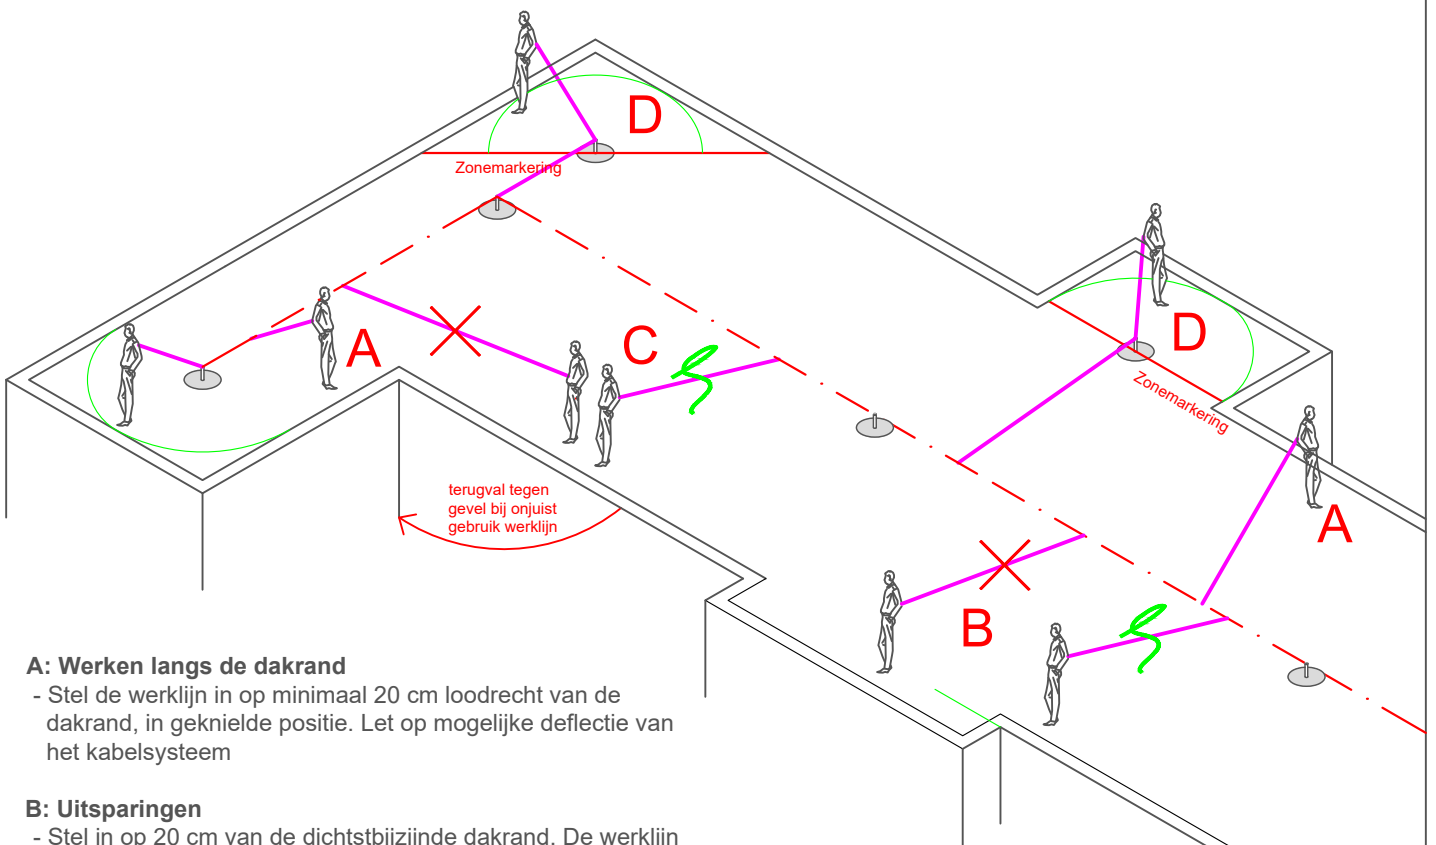 D
Zonemarkering
D
Zonemarkering
A
C
A
terugval tegen
gevel bij onjuist
gebruik werklijn
B
A: Werken langs de dakrand
- Stel de werklijn in op minimaal 20 cm loodrecht van de
dakrand, in geknielde positie. Let op mogelijke deflectie van
het kabelsysteem
B: Uitsparingen
- Stel in op 20 cm van de dichtstbijzijnde dakrand. De werklijn